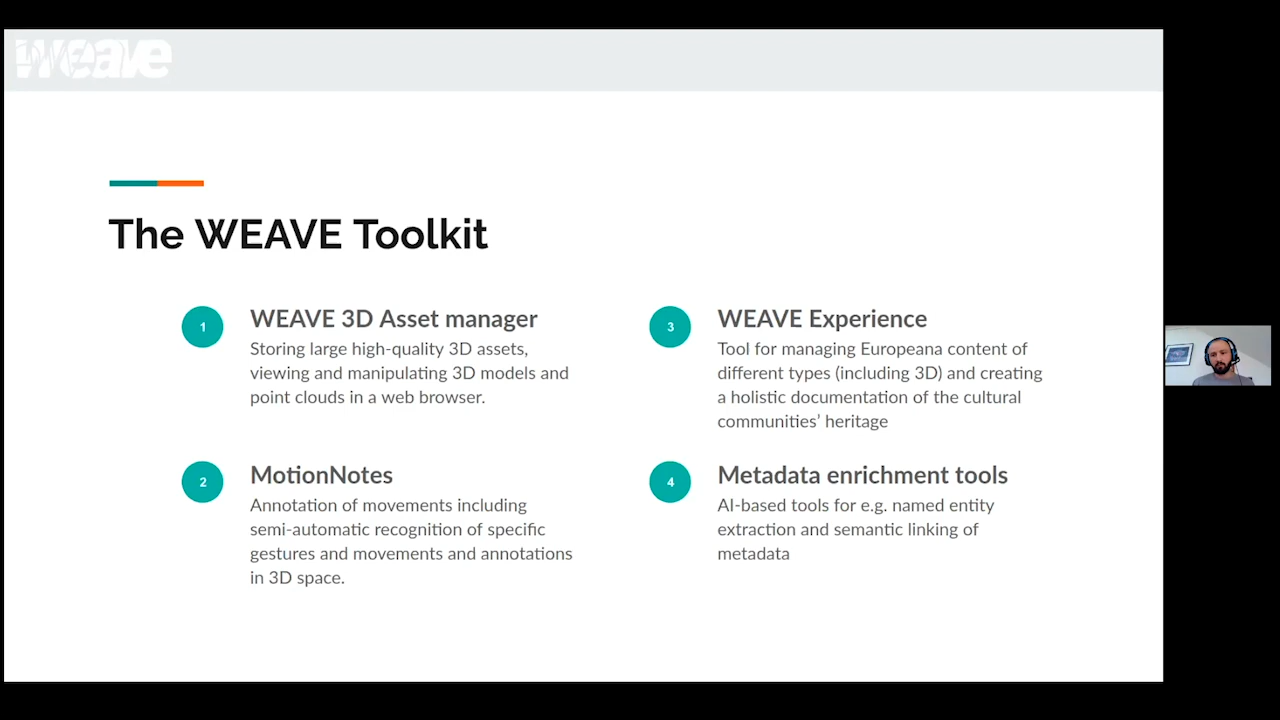 weave
The WEAVE Toolkit
1
WEAVE 3D Asset manager
Storing large high-quality 3D assets,
viewing and manipulating 3D models and
point clouds in a web browser.
2
MotionNotes
Annotation of movements including
semi-automatic recognition of specific
gestures and movements and annotations
in 3D space.
3
WEAVE Experience
Tool for managing Europeana content of
different types (including 3D) and creating
a holistic documentation of the cultural
communities’ heritage
4
Metadata enrichment tools
AI-based tools for e.g. named entity
extraction and semantic linking of
metadata